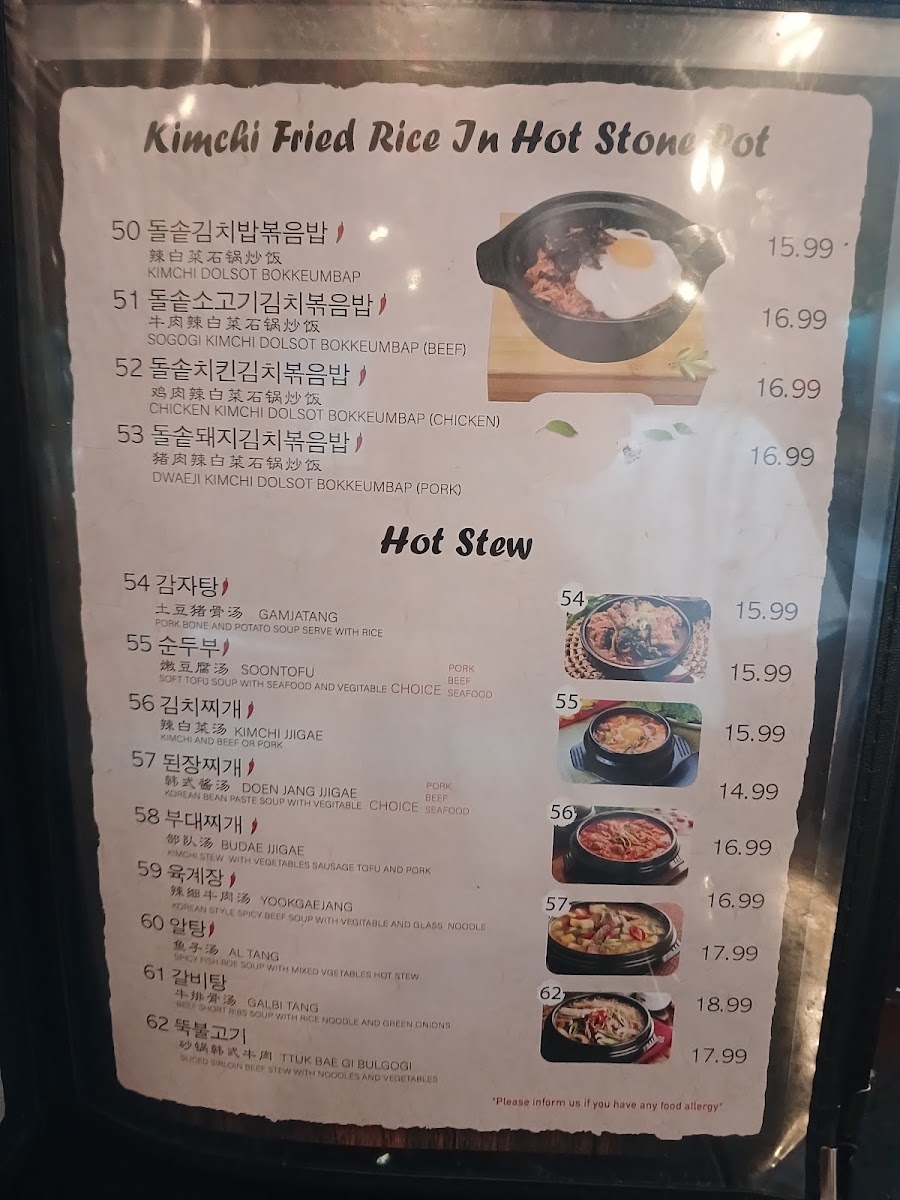 Kimchi Fried Rice In Hot Stone Pot
50 돌솥김치밥볶음밥 15.99
辣白菜石锅炒饭
KIMCHI DOLSOT BOKKEUMBAP
51 돌솥소고기김치볶음밥 16.99
牛肉辣白菜石锅炒饭
SOGOGI KIMCHI DOLSOT BOKKEUMBAP (BEEF)
52 돌솥치킨김치볶음밥 16.99
鸡肉辣白菜石锅炒饭
CHICKEN KIMCHI DOLSOT BOKKEUMBAP (CHICKEN)
53 돌솥돼지김치볶음밥 16.99
猪肉辣白菜石锅炒饭
DWAEJI KIMCHI DOLSOT BOKKEUMBAP (PORK)
Hot Stew
54 감자탕 54 15.99
土豆猪骨汤 GAMJATANG
PORK BONE AND POTATO SOUP SERVE WITH RICE
55 순두부 15.99
嫩豆腐汤 SOONTOFU PORK
BEEF
SOFT TOFU SOUP WITH SEAFOOD AND VEGITABLE CHOICE SEAFOOD
56 김치찌개 55 15.99
辣白菜汤 KIMCHI JJIGAE
KIMCHI AND BEEF OR PORK
57 된장찌개 14.99
韩式酱汤 DOEN JANG JJIGAE PORK
BEEF
KOREAN BEAN PASTE SOUP WITH VEGITABLE CHOICE SEAFOOD
58 부대찌개 56 16.99
部队汤 BUDAE JJIGAE
KIMCHI STEW WITH VEGETABLES SAUSAGE TOFU AND PORK
59 육계장 16.99
辣细牛肉汤 YOOKGAEJANG
KOREAN STYLE SPICY BEEF SOUP WITH VEGITABLE AND GLASS NOODLE
60 알탕 57 17.99
鱼子汤 AL TANG
SPICY FISH ROE SOUP WITH MIXED VGETABLES HOT STEW
61 갈비탕 18.99
牛排骨汤 GALBI TANG
BEEF SHORT RIBS SOUP WITH RICE NOODLE AND GREEN ONIONS
62 뚝불고기 62 17.99
砂锅韩式牛肉 TTUK BAE GI BULGOGI
SLICED SIRLOIN BEEF STEW WITH NOODLES AND VEGETABLES
*Please inform us if you have any food allergy*